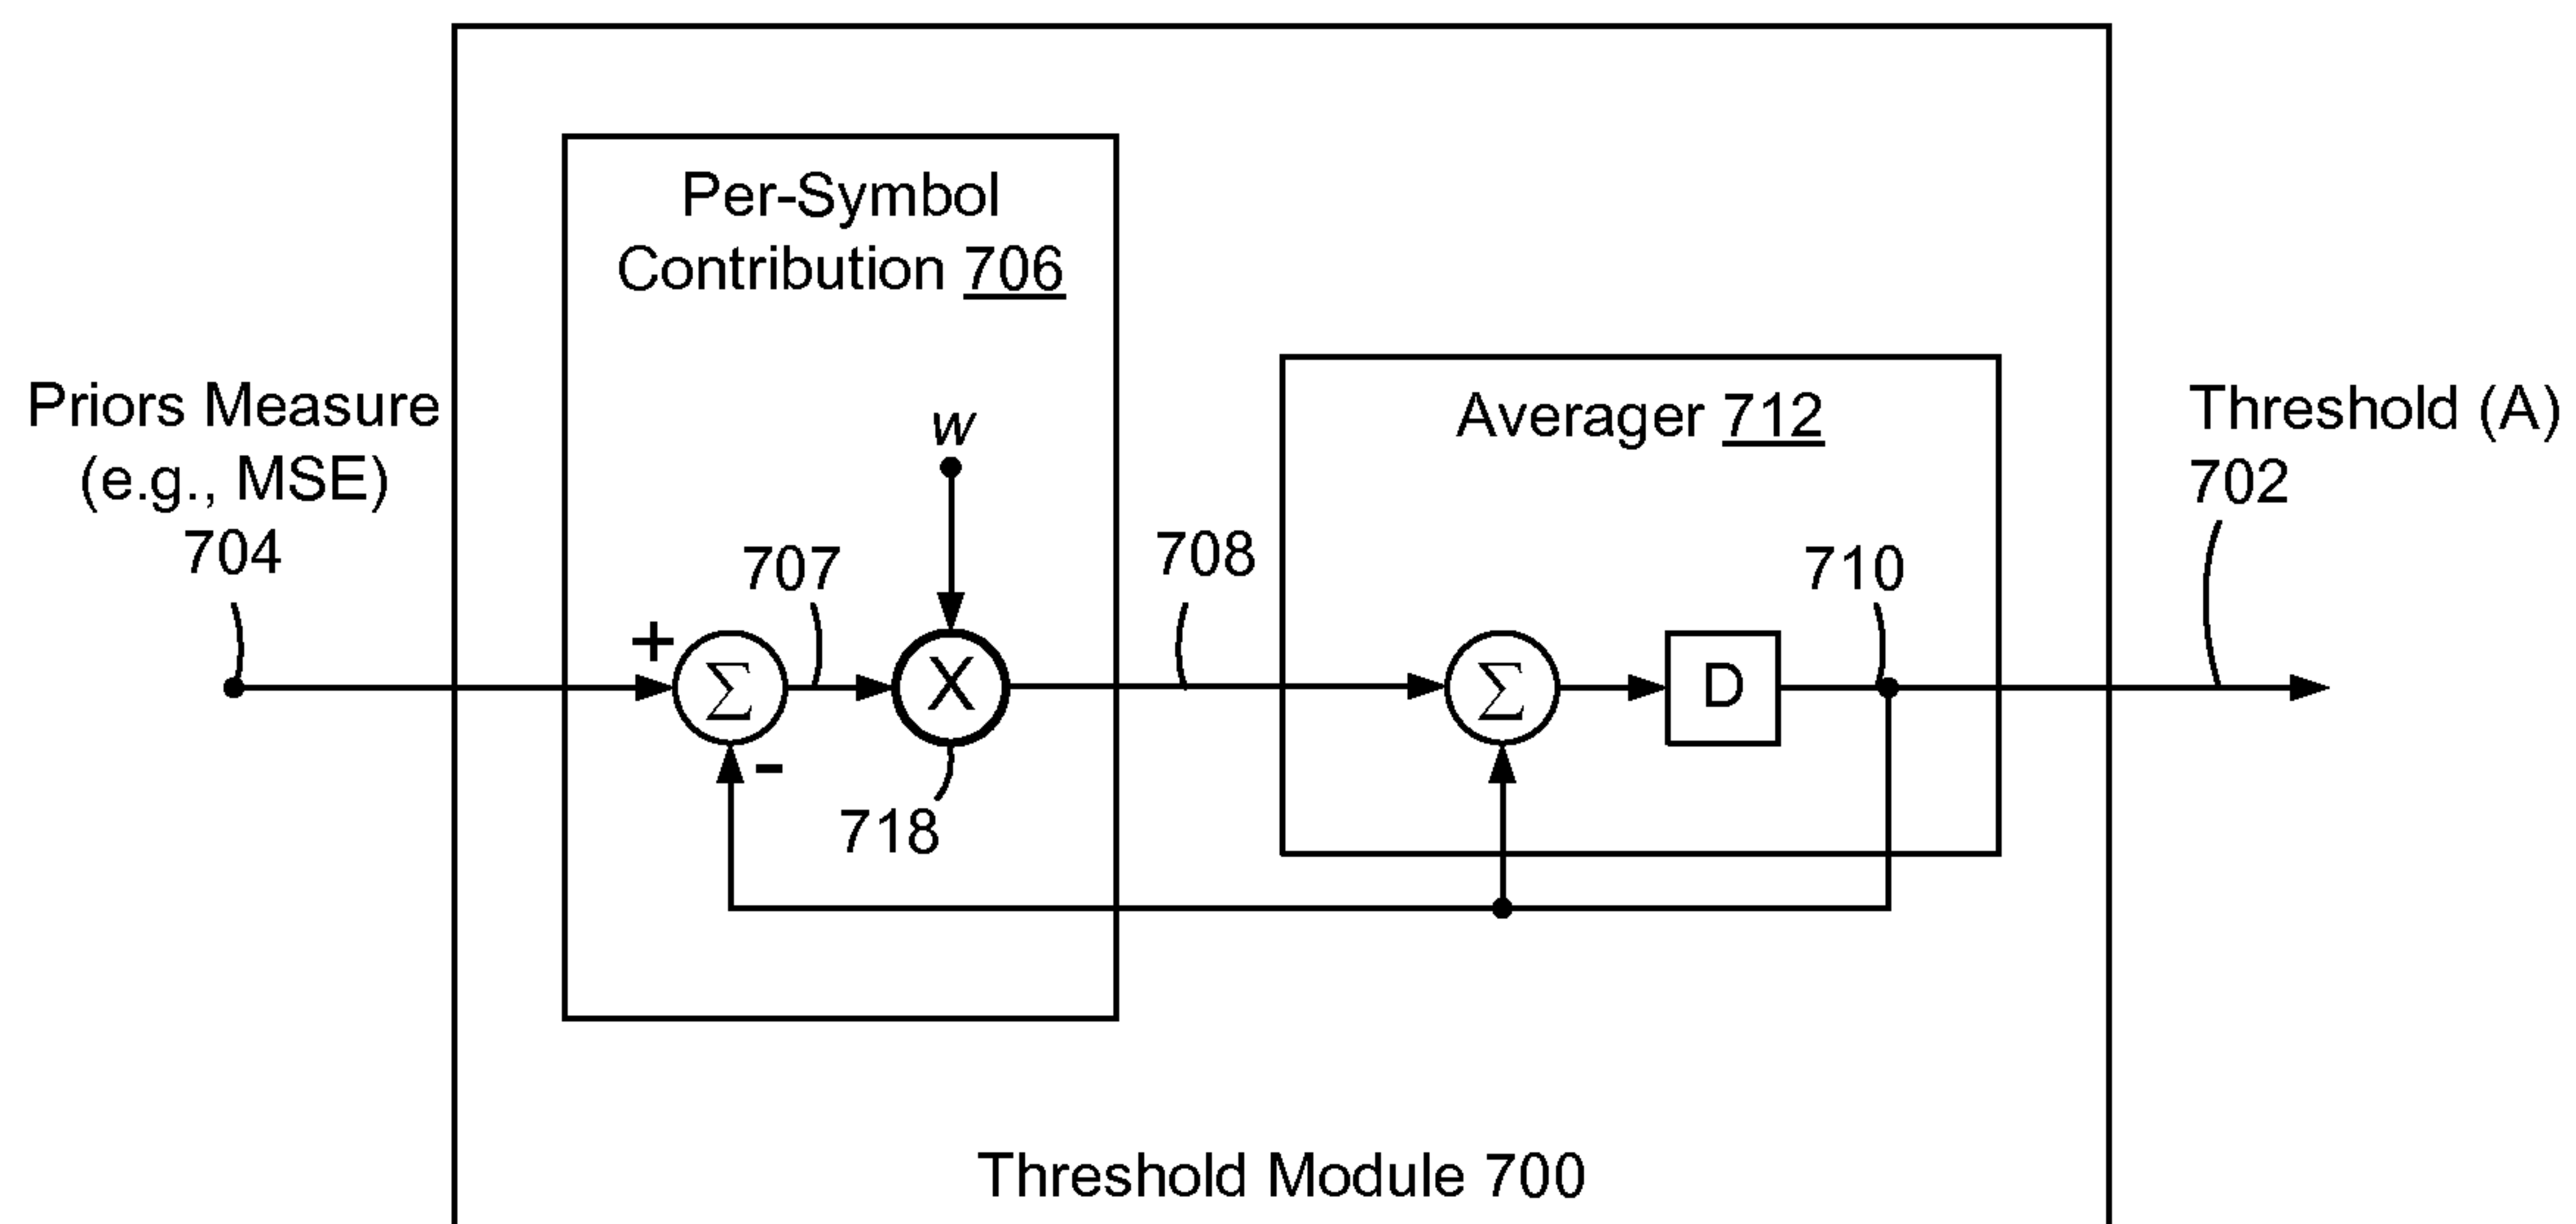 Per-Symbol
Contribution 706
Priors Measure
(e.g., MSE)
704
w
Averager 712
Threshold (A)
702
707
708
710
+
Σ
X
Σ
D
-
718
Threshold Module 700